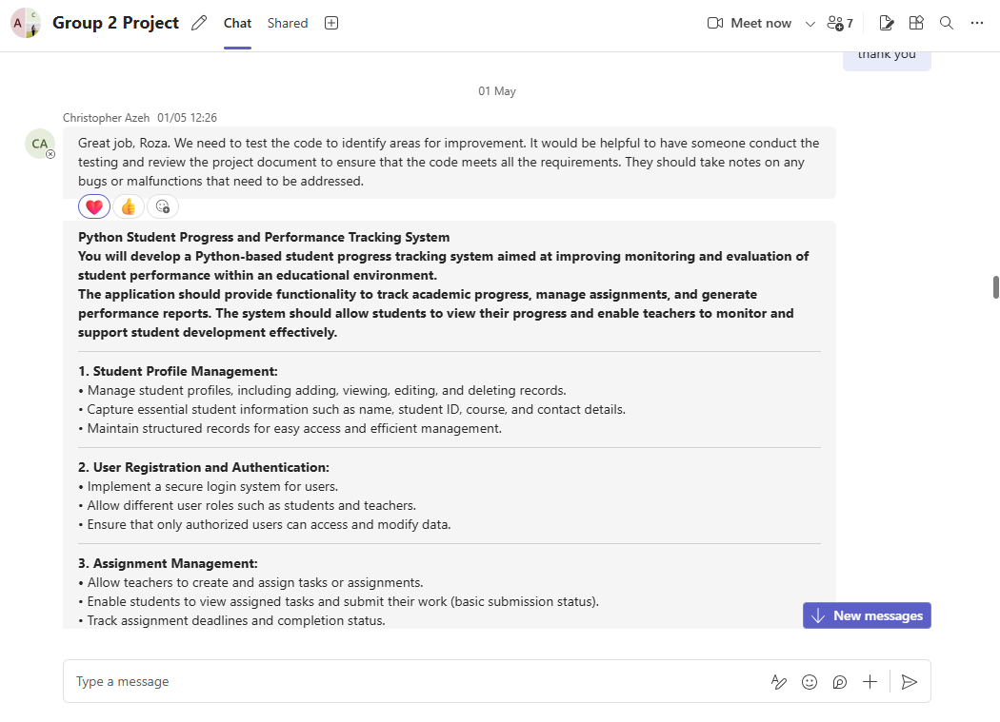 A C Group 2 Project Chat Shared Meet now 7
thank you
01 May
Christopher Azeh 01/05 12:26
CA
Great job, Roza. We need to test the code to identify areas for improvement. It would be helpful to have someone conduct the
testing and review the project document to ensure that the code meets all the requirements. They should take notes on any
bugs or malfunctions that need to be addressed.
Python Student Progress and Performance Tracking System
You will develop a Python-based student progress tracking system aimed at improving monitoring and evaluation of
student performance within an educational environment.
The application should provide functionality to track academic progress, manage assignments, and generate
performance reports. The system should allow students to view their progress and enable teachers to monitor and
support student development effectively.
1. Student Profile Management:
• Manage student profiles, including adding, viewing, editing, and deleting records.
• Capture essential student information such as name, student ID, course, and contact details.
• Maintain structured records for easy access and efficient management.
2. User Registration and Authentication:
• Implement a secure login system for users.
• Allow different user roles such as students and teachers.
• Ensure that only authorized users can access and modify data.
3. Assignment Management:
• Allow teachers to create and assign tasks or assignments.
• Enable students to view assigned tasks and submit their work (basic submission status).
• Track assignment deadlines and completion status.
New messages
Type a message